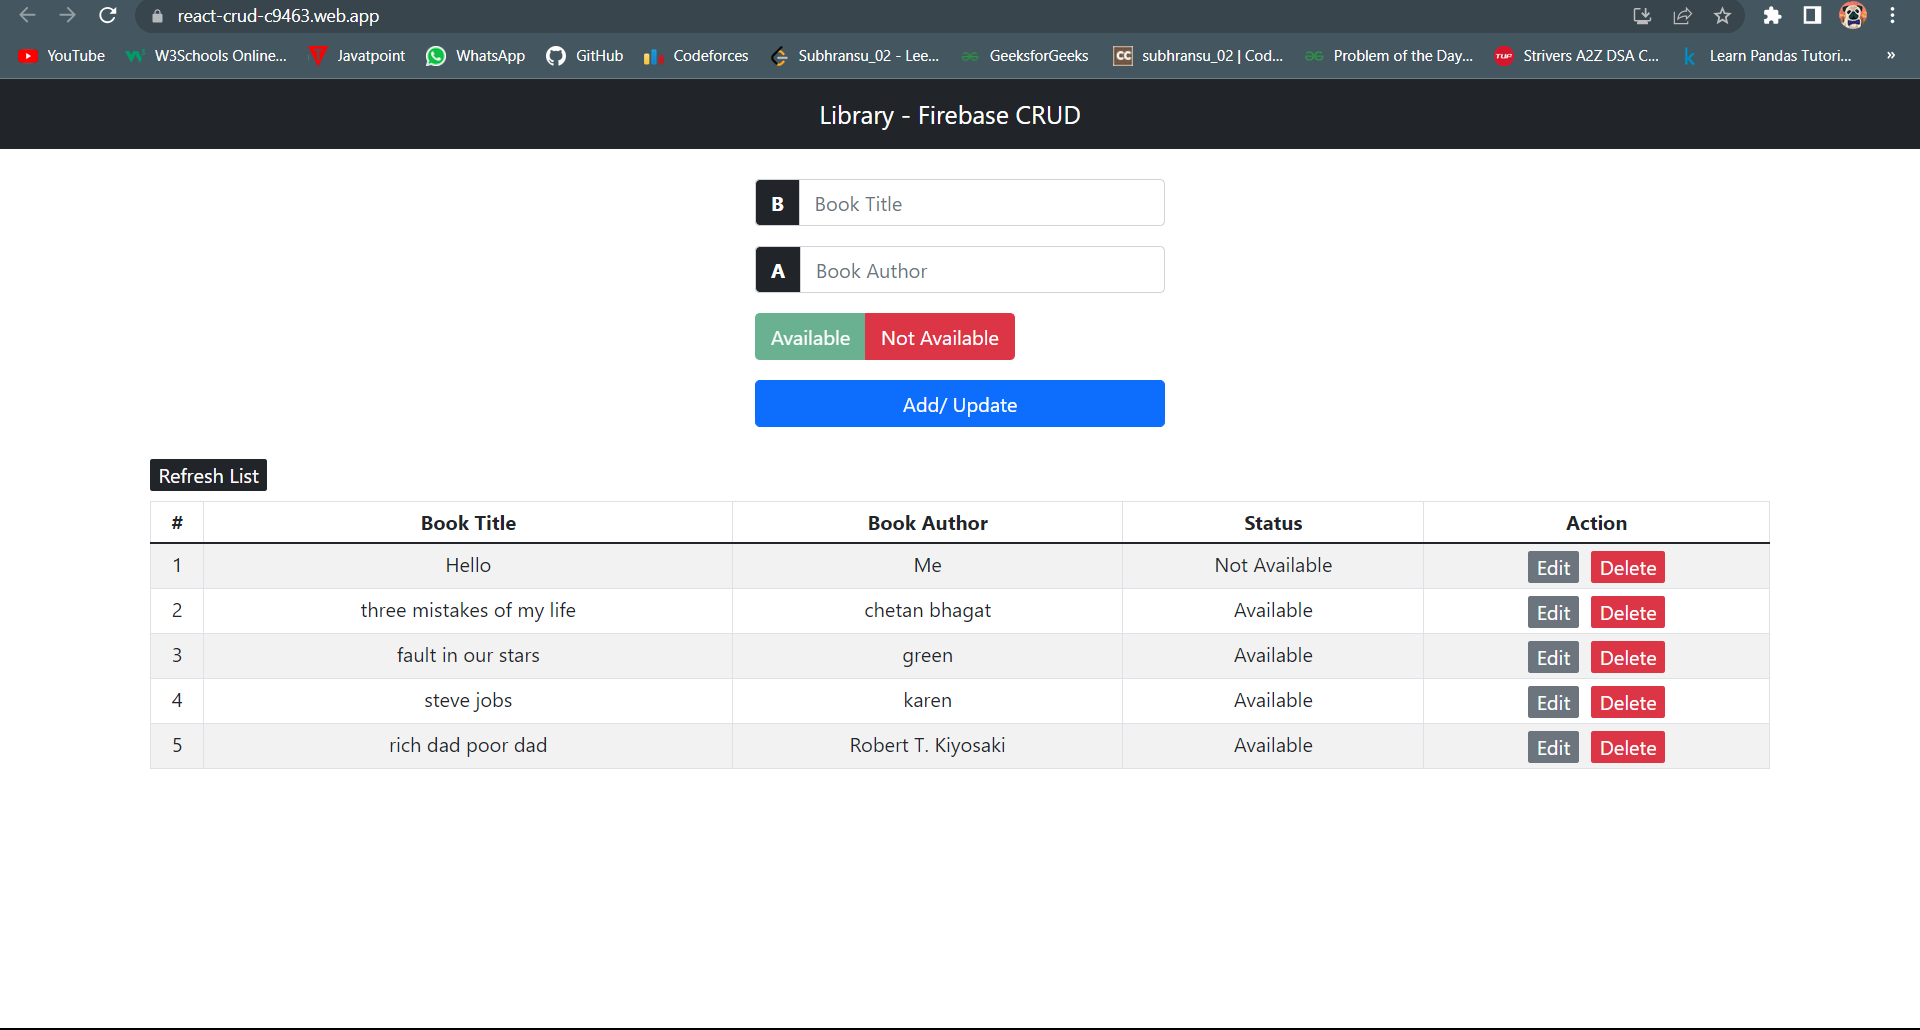 react-crud-c9463.web.app
YouTube W3Schools Online... Javatpoint WhatsApp GitHub Codeforces Subhransu_02 - Lee... GeeksforGeeks CC subhransu_02 | Cod... Problem of the Day... TUF Strivers A2Z DSA C... k Learn Pandas Tutori... »
Library - Firebase CRUD
B Book Title
A Book Author
Available Not Available
Add/ Update
Refresh List
# Book Title Book Author Status Action
1 Hello Me Not Available Edit Delete
2 three mistakes of my life chetan bhagat Available Edit Delete
3 fault in our stars green Available Edit Delete
4 steve jobs karen Available Edit Delete
5 rich dad poor dad Robert T. Kiyosaki Available Edit Delete